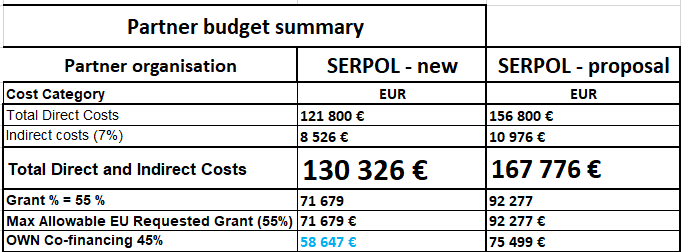 Partner budget summary
Partner organisation SERPOL - new SERPOL - proposal
Cost Category EUR EUR
Total Direct Costs 121 800 € 156 800 €
Indirect costs (7%) 8 526 € 10 976 €
Total Direct and Indirect Costs 130 326 € 167 776 €
Grant % = 55 % 71 679 92 277
Max Allowable EU Requested Grant (55%) 71 679 € 92 277 €
OWN Co-financing 45% 58 647 € 75 499 €